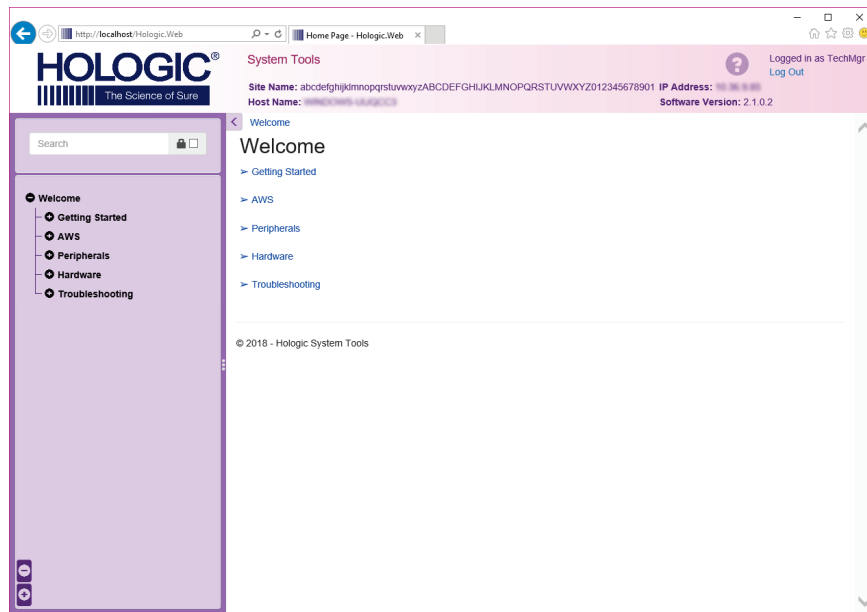 http://localhost/Hologic.Web
Home Page - Hologic.Web
HOLOGIC®
The Science of Sure
System Tools
Logged in as TechMgr
Log Out
Site Name: abcdefghijklmnopqrstuvwxyzABCDEFGHIJKLMNOPQRSTUVWXYZ012345678901 IP Address:
Host Name:
Software Version: 2.1.0.2
Search
Welcome
Getting Started
AWS
Peripherals
Hardware
Troubleshooting
Welcome
Welcome
➢ Getting Started
➢ AWS
➢ Peripherals
➢ Hardware
➢ Troubleshooting
© 2018 - Hologic System Tools